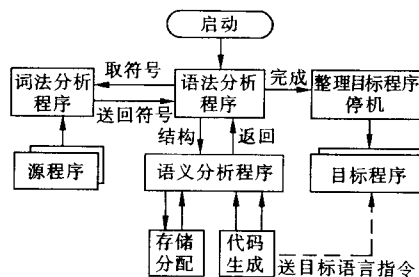 启动
词法分析
程序
取符号
送回符号
语法分析
程序
完成
整理目标程序
停机
源程序
结构
返回
语义分析程序
目标程序
存储
分配
代码
生成
送目标语言指令